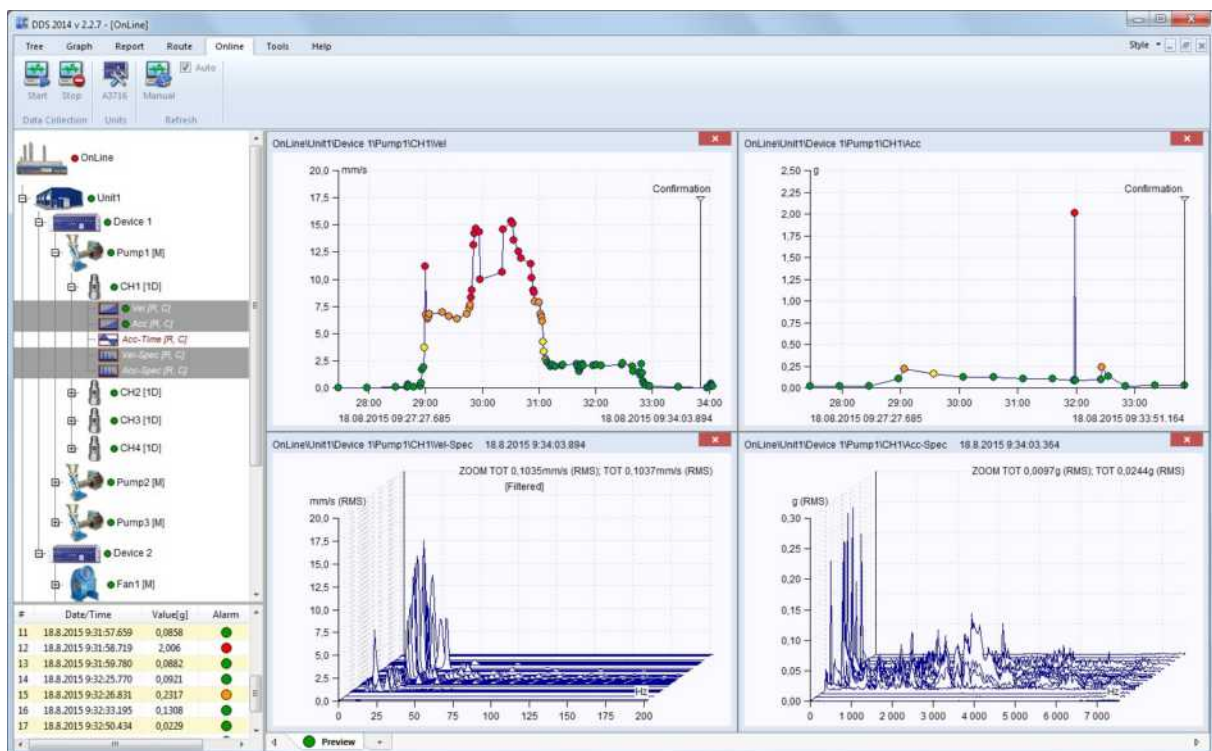 DDS 2014 v 2.2.7 - [OnLine]
Tree Graph Report Route Online Tools Help Style
Start Stop A3716 Manual Auto
Data Collection Units Refresh
OnLine
Unit1
Device 1
Pump1 [M]
CH1 [1D]
Vel [R, C]
Acc [R, C]
Acc-Time [R, C]
Vel-Spec [R, C]
Acc-Spec [R, C]
CH2 [1D]
CH3 [1D]
CH4 [1D]
Pump2 [M]
Pump3 [M]
Device 2
Fan1 [M]
# Date/Time Value[g] Alarm
11 18.8.2015 9:31:57.659 0,0858
12 18.8.2015 9:31:58.719 2,006
13 18.8.2015 9:31:59.780 0,0882
14 18.8.2015 9:32:25.770 0,0921
15 18.8.2015 9:32:26.831 0,2317
16 18.8.2015 9:32:33.195 0,1308
17 18.8.2015 9:32:50.434 0,0229
OnLine\Unit1\Device 1\Pump1\CH1\Vel
20,0 mm/s
Confirmation
17,5
15,0
12,5
10,0
7,5
5,0
2,5
0,0
28:00 29:00 30:00 31:00 32:00 33:00 34:00
18.08.2015 09:27:27.685 18.08.2015 09:34:03.894
OnLine\Unit1\Device 1\Pump1\CH1\Acc
2,50 g
Confirmation
2,25
2,00
1,75
1,50
1,25
1,00
0,75
0,50
0,25
0,00
28:00 29:00 30:00 31:00 32:00 33:00
18.08.2015 09:27:27.685 18.08.2015 09:33:51.164
OnLine\Unit1\Device 1\Pump1\CH1\Vel-Spec 18.8.2015 9:34:03.894
ZOOM TOT 0,1035mm/s (RMS); TOT 0,1037mm/s (RMS)
[Filtered]
mm/s (RMS)
20,0
17,5
15,0
12,5
10,0
7,5
5,0
2,5
0,0
Hz
0 25 50 75 100 125 150 175 200
OnLine\Unit1\Device 1\Pump1\CH1\Acc-Spec 18.8.2015 9:34:03.364
ZOOM TOT 0,0097g (RMS); TOT 0,0244g (RMS)
g (RMS)
0,30
0,25
0,20
0,15
0,10
0,05
0,00
Hz
0 1 000 2 000 3 000 4 000 5 000 6 000 7 000
Preview +